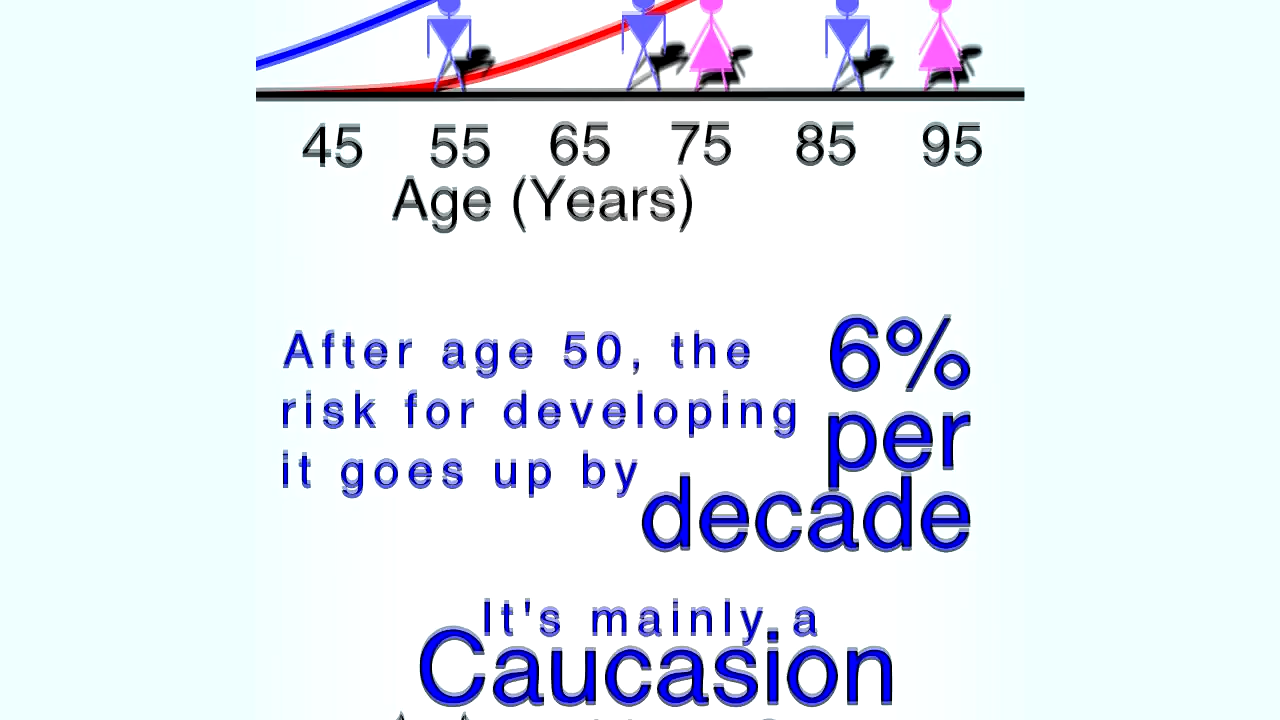 45 55 65 75 85 95
Age (Years)
After age 50, the
risk for developing
it goes up by
6%
per
decade
It's mainly a
Caucasion